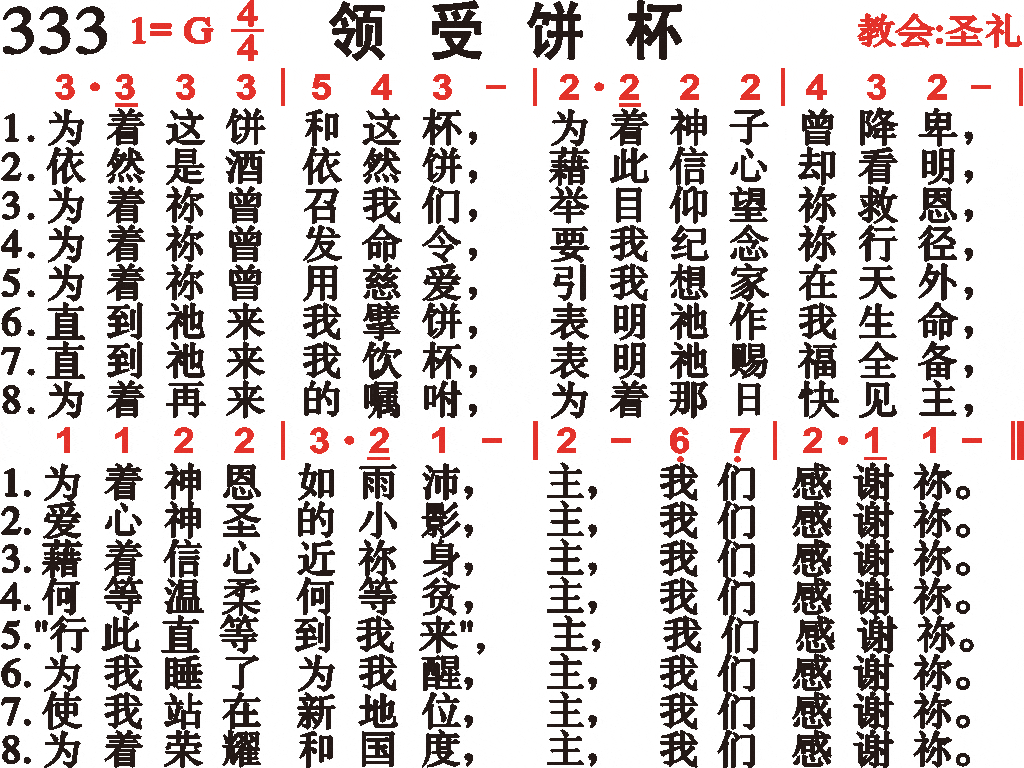 333 1= G 4/4 领受饼杯 教会:圣礼
3·3 3 3 | 5 4 3 – | 2·2 2 2 | 4 3 2 – |
1.为着这饼和这杯，为着神子曾降卑，
2.依然是酒依然饼，藉此信心却看明，
3.为着祢曾召我们，举目仰望祢救恩，
4.为着祢曾发命令，要我纪念祢行径，
5.为着祢曾用慈爱，引我想家在天外，
6.直到祂来我擘饼，表明祂作我生命，
7.直到祂来我饮杯，表明祂赐福全备，
8.为着再来的嘱咐，为着那日快见主，
1 1 2 2 | 3·2 1 – | 2 – 6̣ 7̣ | 2·1 1 – ‖
1.为着神恩如雨沛，主，我们感谢祢。
2.爱心神圣的小影，主，我们感谢祢。
3.藉着信心近祢身，主，我们感谢祢。
4.何等温柔何等贫，主，我们感谢祢。
5."行此直等到我来"，主，我们感谢祢。
6.为我睡了为我醒，主，我们感谢祢。
7.使我站在新地位，主，我们感谢祢。
8.为着荣耀和国度，主，我们感谢祢。